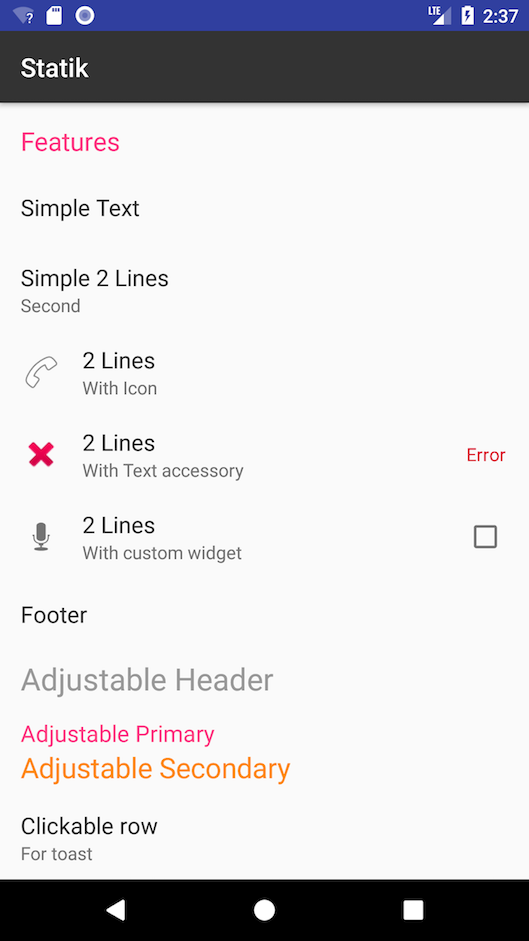 LTE 2:37
Statik
Features
Simple Text
Simple 2 Lines
Second
2 Lines
With Icon
2 Lines
With Text accessory
Error
2 Lines
With custom widget
Footer
Adjustable Header
Adjustable Primary
Adjustable Secondary
Clickable row
For toast